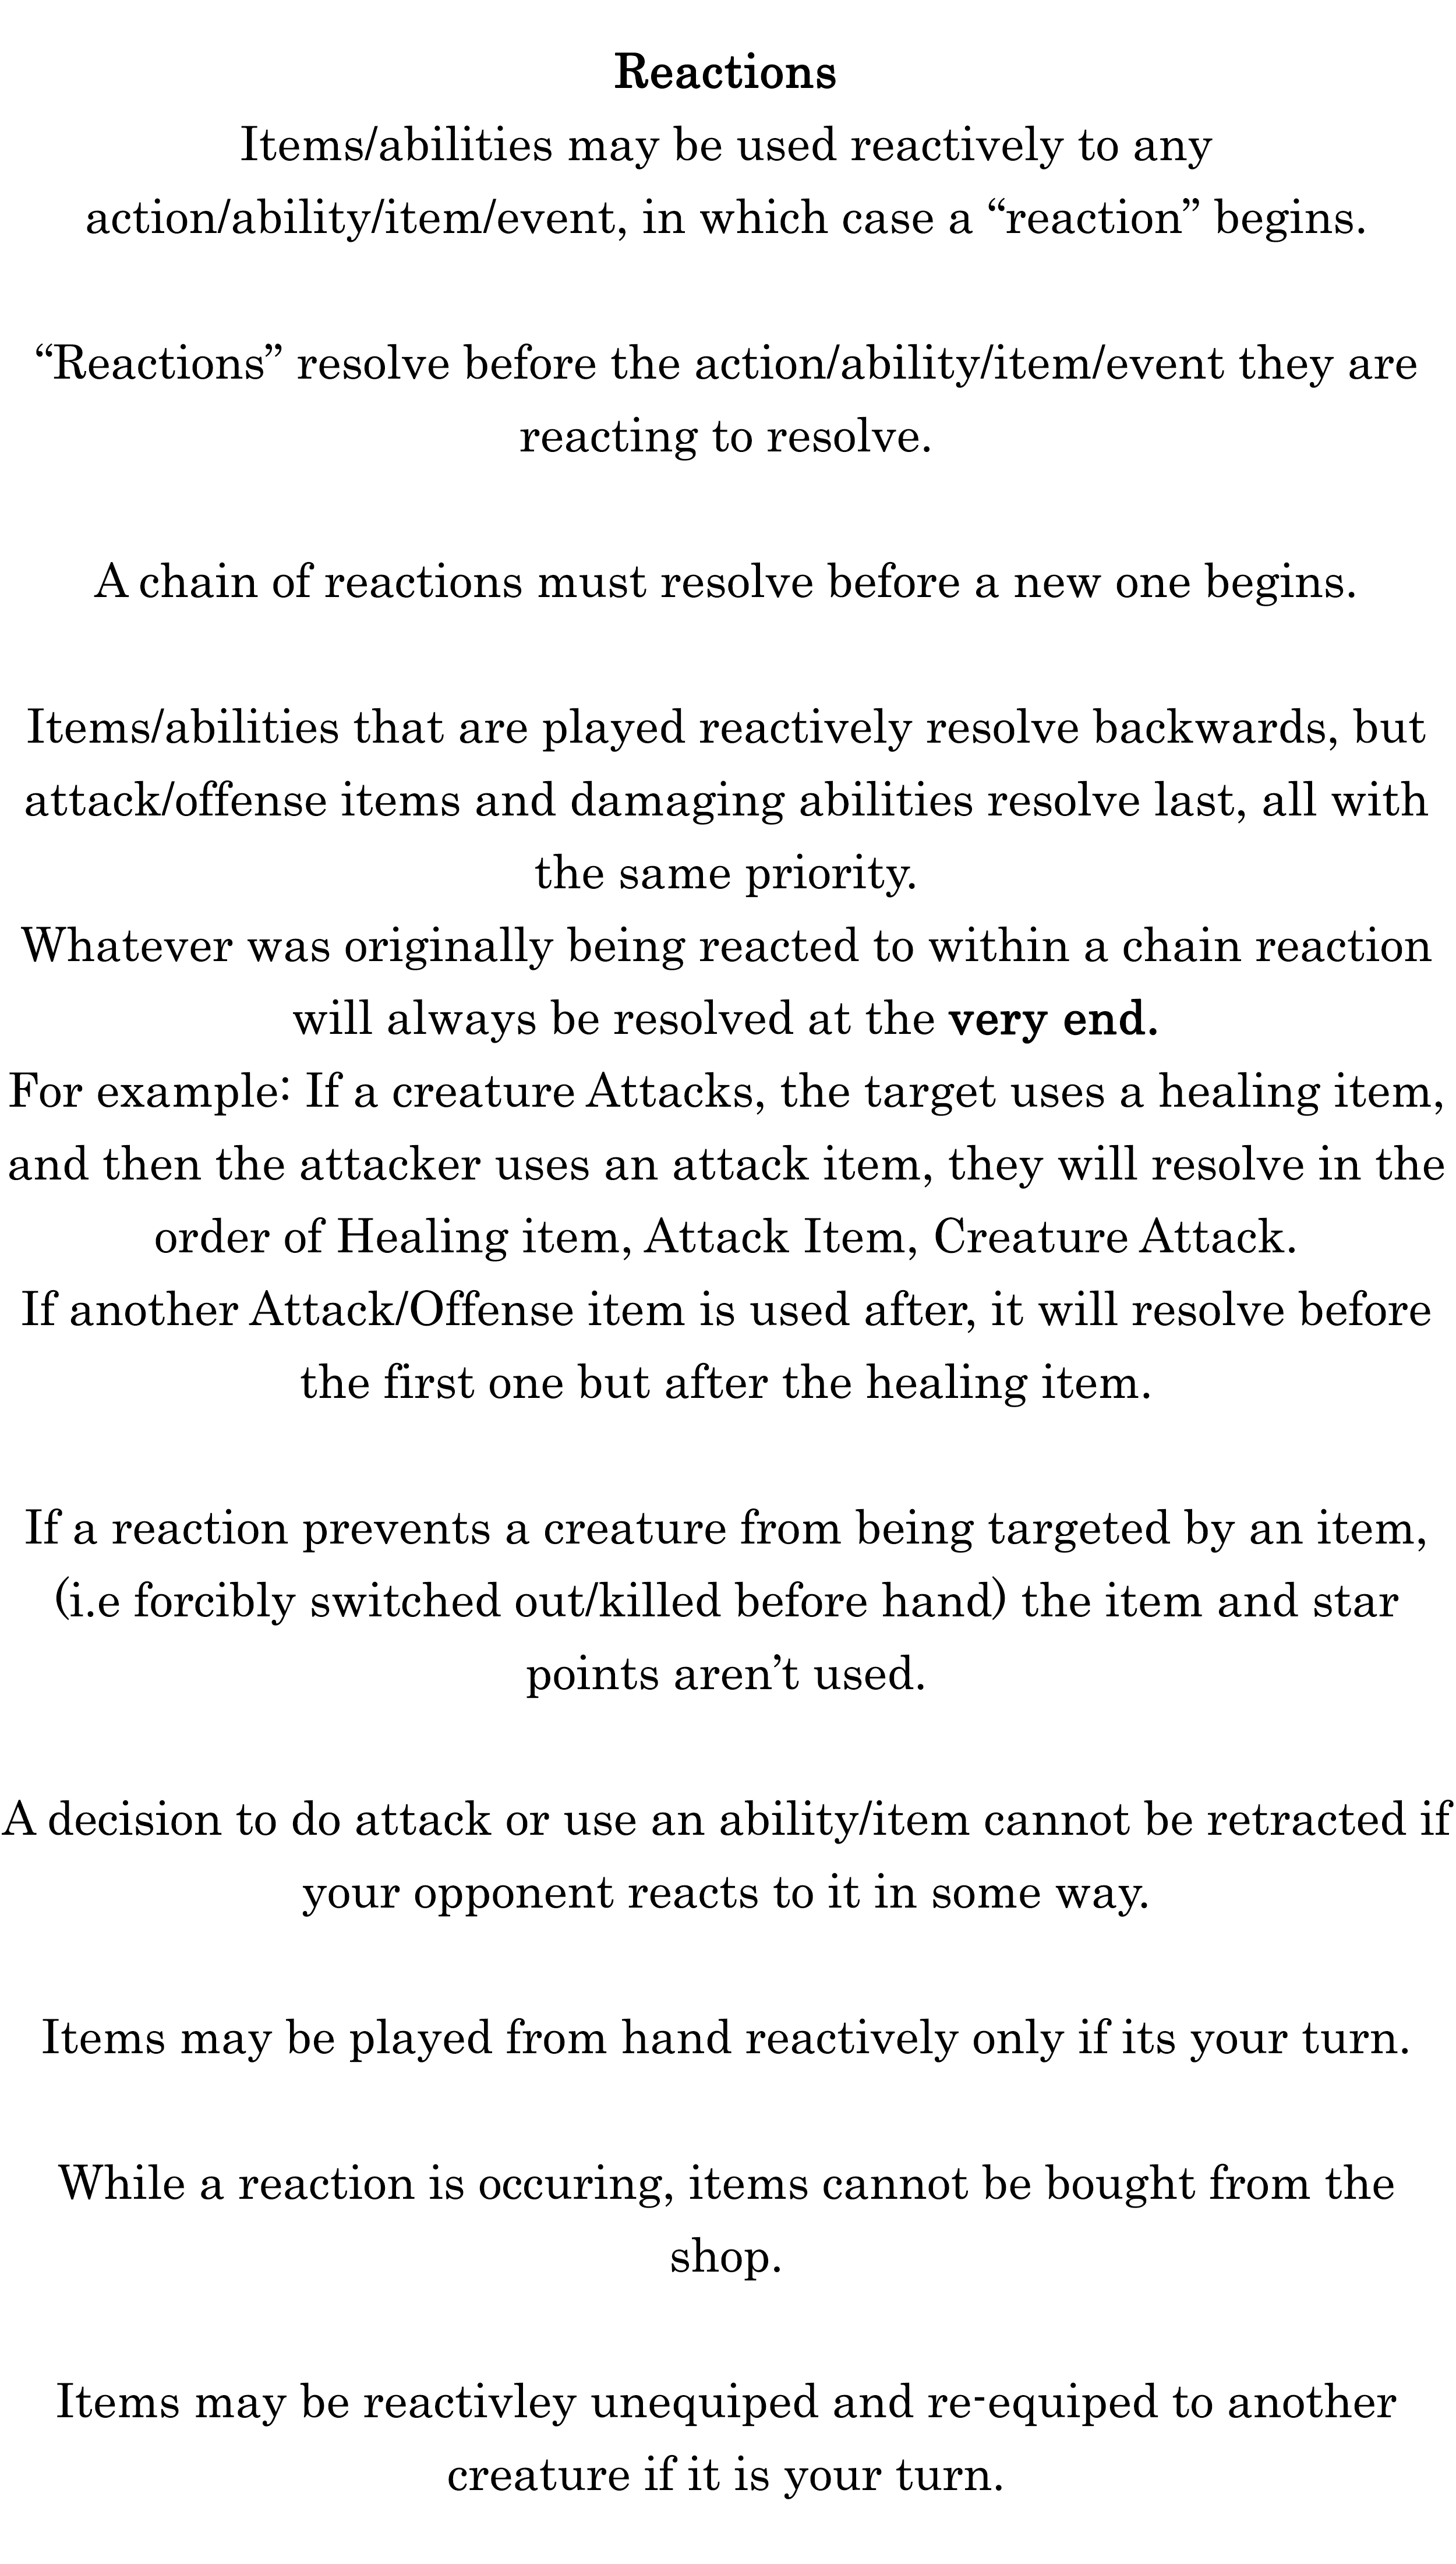 Reactions
Items/abilities may be used reactively to any
action/ability/item/event, in which case a “reaction” begins.
“Reactions” resolve before the action/ability/item/event they are
reacting to resolve.
A chain of reactions must resolve before a new one begins.
Items/abilities that are played reactively resolve backwards, but
attack/offense items and damaging abilities resolve last, all with
the same priority.
Whatever was originally being reacted to within a chain reaction
will always be resolved at the very end.
For example: If a creature Attacks, the target uses a healing item,
and then the attacker uses an attack item, they will resolve in the
order of Healing item, Attack Item, Creature Attack.
If another Attack/Offense item is used after, it will resolve before
the first one but after the healing item.
If a reaction prevents a creature from being targeted by an item,
(i.e forcibly switched out/killed before hand) the item and star
points aren’t used.
A decision to do attack or use an ability/item cannot be retracted if
your opponent reacts to it in some way.
Items may be played from hand reactively only if its your turn.
While a reaction is occuring, items cannot be bought from the
shop.
Items may be reactivley unequiped and re-equiped to another
creature if it is your turn.